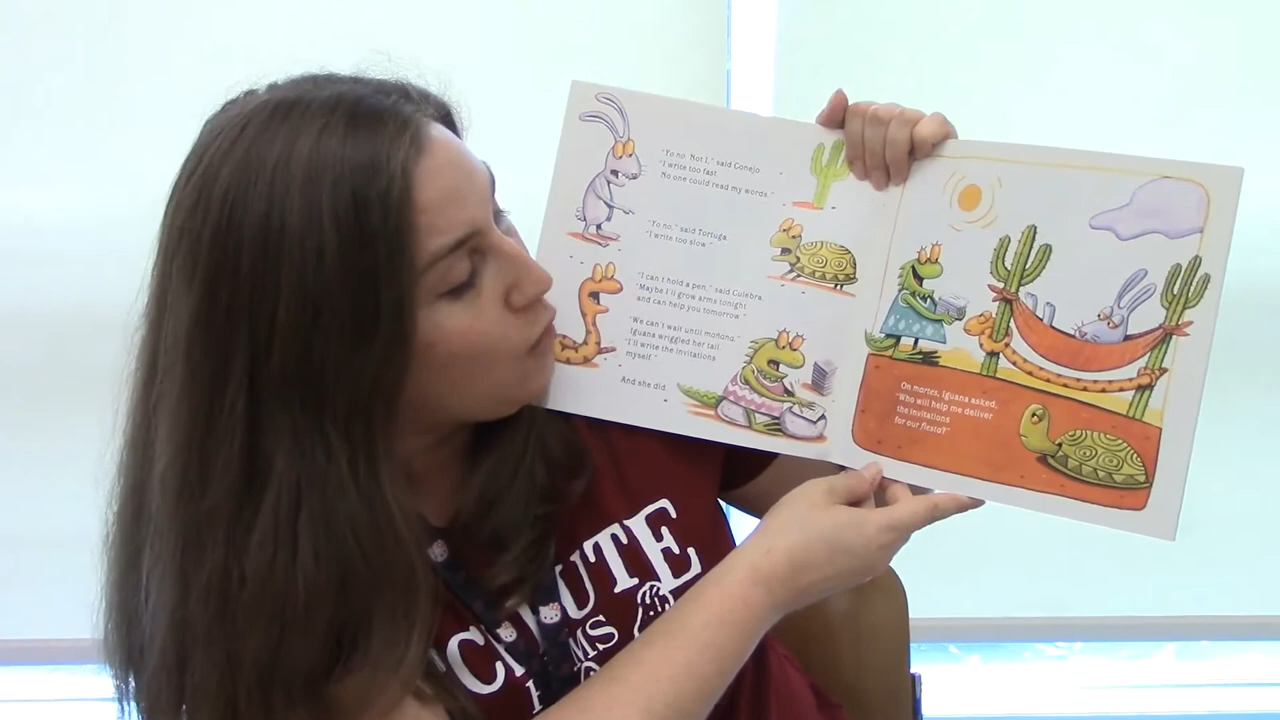 "Yo no. Not I," said Conejo.
"I write too fast.
No one could read my words."
"Yo no," said Tortuga.
"I write too slow."
"I can't hold a pen," said Culebra.
"Maybe I'll grow arms tonight
and can help you tomorrow."
"We can't wait until mañana,"
Iguana wriggled her tail.
"I'll write the invitations
myself."
And she did.
On martes, Iguana asked,
"Who will help me deliver
the invitations
for our fiesta?"